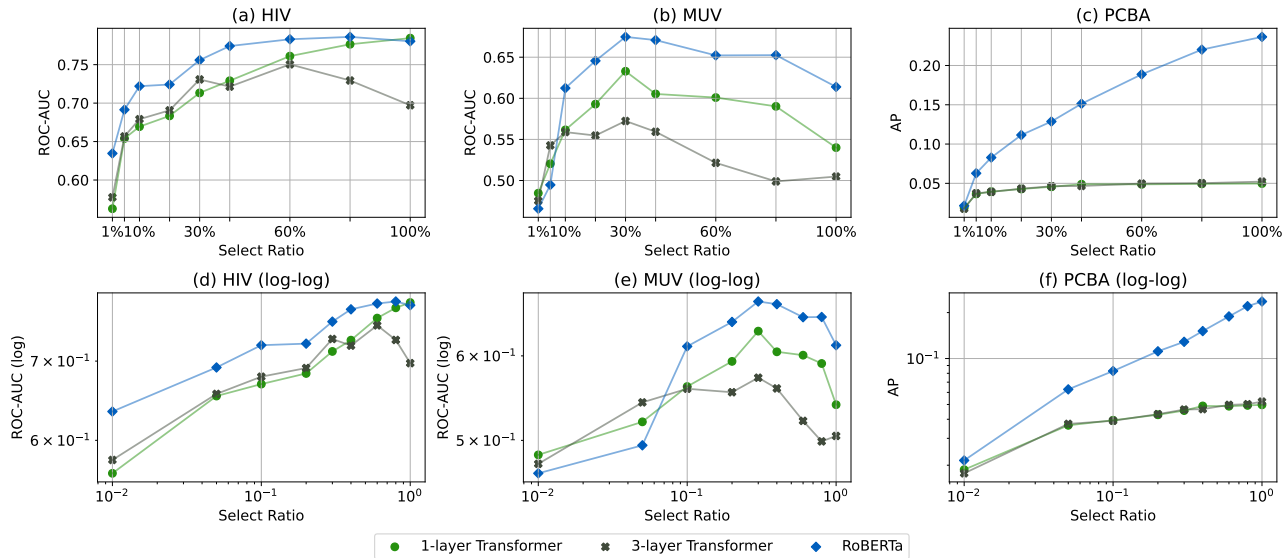 (a) HIV
(b) MUV
(c) PCBA
ROC-AUC
0.75
0.70
0.65
0.60
1%
10%
30%
60%
100%
Select Ratio
ROC-AUC
0.65
0.60
0.55
0.50
1%
10%
30%
60%
100%
Select Ratio
AP
0.20
0.15
0.10
0.05
1%
10%
30%
60%
100%
Select Ratio
(d) HIV (log-log)
(e) MUV (log-log)
(f) PCBA (log-log)
ROC-AUC (log)
7 × 10⁻¹
6 × 10⁻¹
10⁻²
10⁻¹
10⁰
Select Ratio
ROC-AUC (log)
6 × 10⁻¹
5 × 10⁻¹
10⁻²
10⁻¹
10⁰
Select Ratio
AP
10⁻¹
10⁻²
10⁻¹
10⁰
Select Ratio
1-layer Transformer
3-layer Transformer
RoBERTa